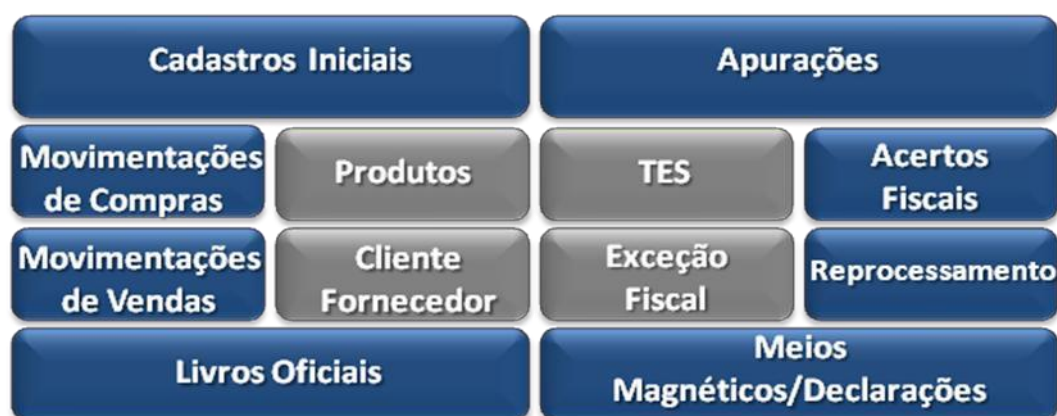 Cadastros Iniciais
Apurações
Movimentações
de Compras
Produtos
TES
Acertos
Fiscais
Movimentações
de Vendas
Cliente
Fornecedor
Exceção
Fiscal
Reprocessamento
Livros Oficiais
Meios
Magnéticos/Declarações